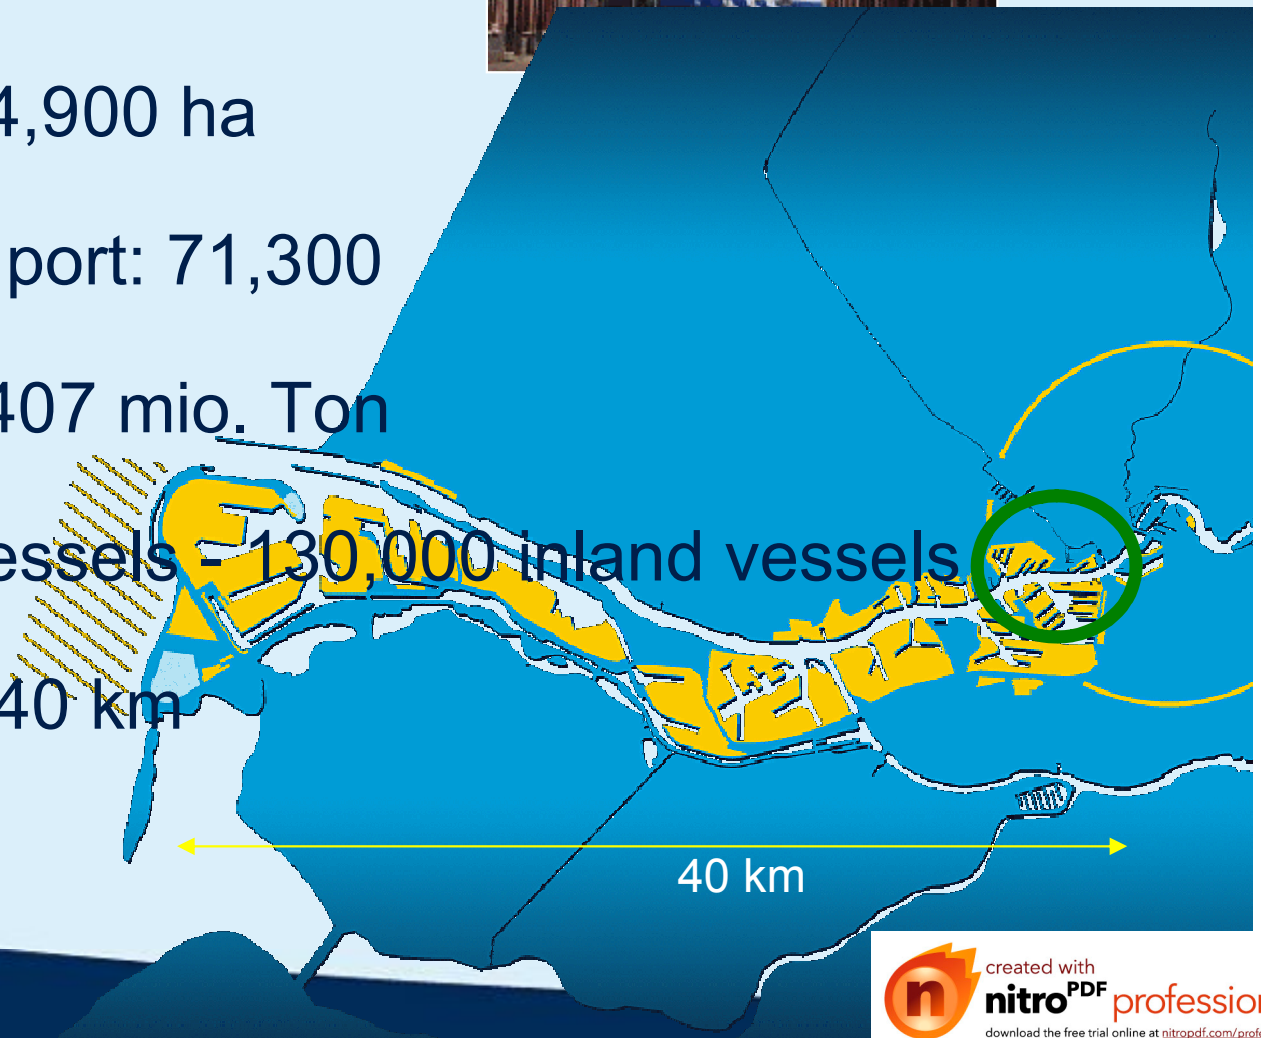 4,900 ha
port: 71,300
407 mio. Ton
essels - 130,000 inland vessels
40 km
40 km
created with
nitroPDF profession
download the free trial online at nitropdf.com/profe